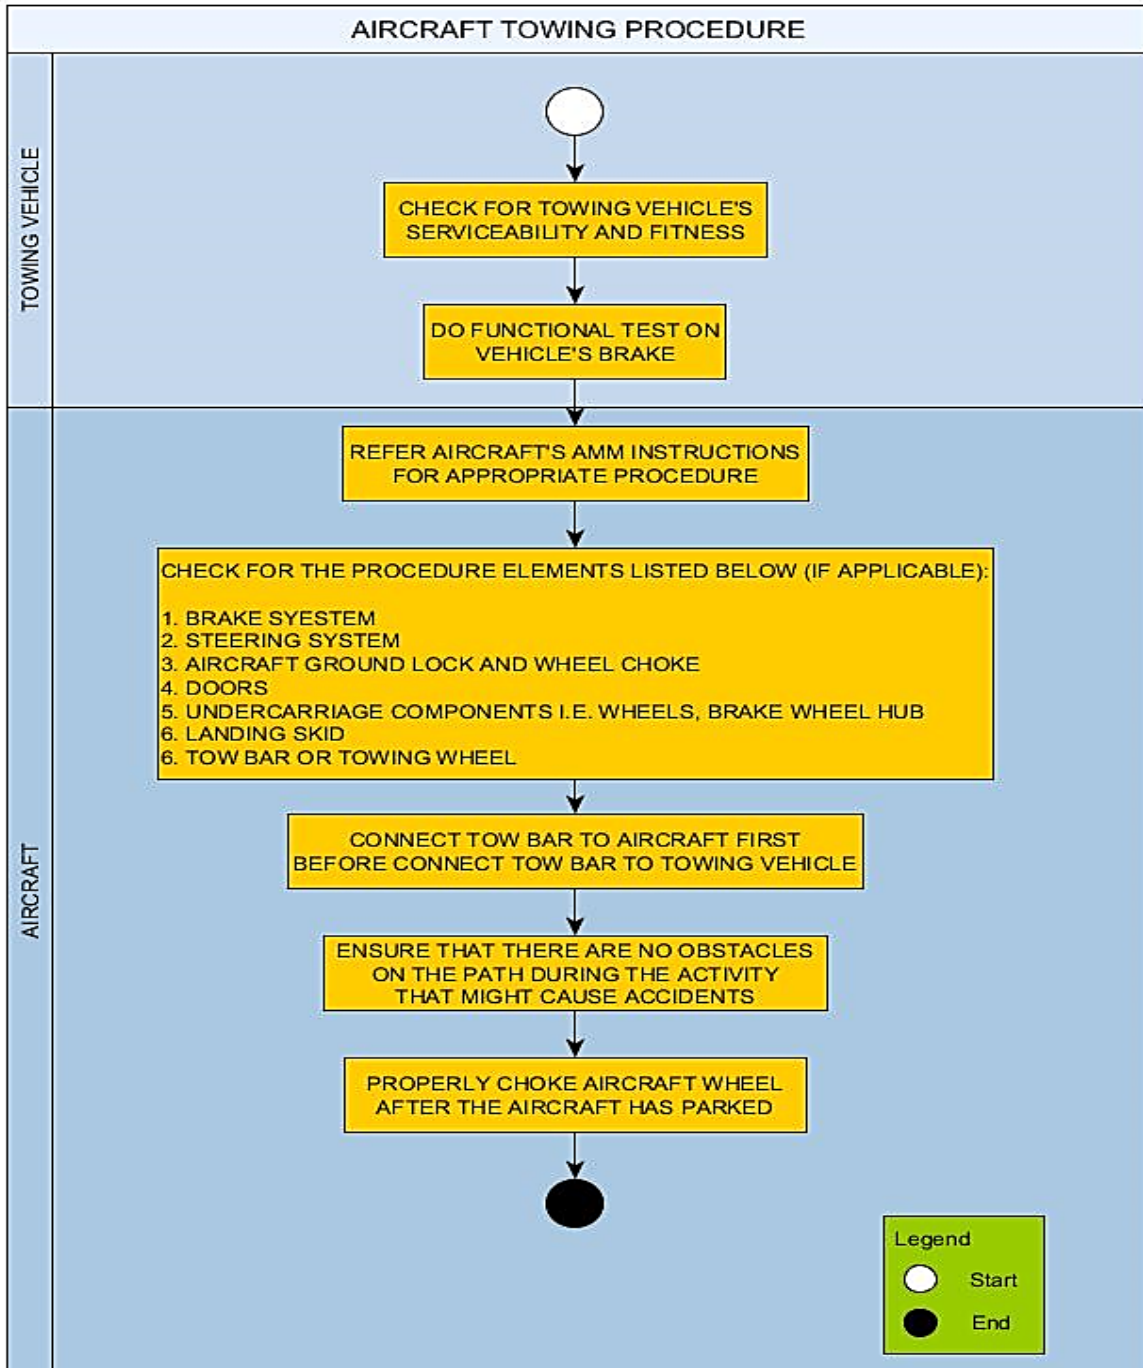 AIRCRAFT TOWING PROCEDURE
TOWING VEHICLE
CHECK FOR TOWING VEHICLE'S
SERVICEABILITY AND FITNESS
DO FUNCTIONAL TEST ON
VEHICLE'S BRAKE
AIRCRAFT
REFER AIRCRAFT'S AMM INSTRUCTIONS
FOR APPROPRIATE PROCEDURE
CHECK FOR THE PROCEDURE ELEMENTS LISTED BELOW (IF APPLICABLE):
1. BRAKE SYESTEM
2. STEERING SYSTEM
3. AIRCRAFT GROUND LOCK AND WHEEL CHOKE
4. DOORS
5. UNDERCARRIAGE COMPONENTS I.E. WHEELS, BRAKE WHEEL HUB
6. LANDING SKID
6. TOW BAR OR TOWING WHEEL
CONNECT TOW BAR TO AIRCRAFT FIRST
BEFORE CONNECT TOW BAR TO TOWING VEHICLE
ENSURE THAT THERE ARE NO OBSTACLES
ON THE PATH DURING THE ACTIVITY
THAT MIGHT CAUSE ACCIDENTS
PROPERLY CHOKE AIRCRAFT WHEEL
AFTER THE AIRCRAFT HAS PARKED
Legend
Start
End